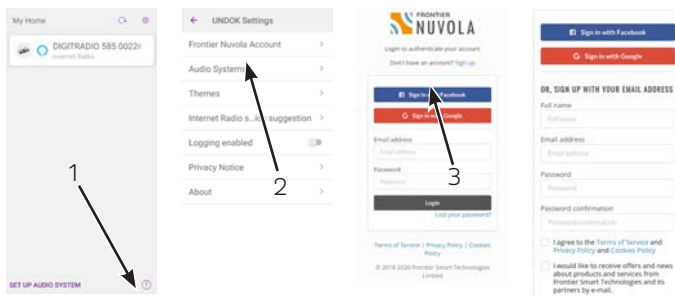 My Home
DIGITRADIO 585 0022
Internet Radio
1
SET UP AUDIO SYSTEM
UNDOK Settings
Frontier Nuvola Account
Audio Systems
Themes
Internet Radio s... suggestion
Logging enabled
Privacy Notice
2
About
FRONTIER
NUVOLA
Login to authenticate your account
Don't have an account? Sign up
Sign in with Facebook
Sign in with Google
Email address
Email address
3
Password
Password
Login
Lost your password?
Terms of Service | Privacy Policy | Cookies
Policy
© 2018-2020 Frontier Smart Technologies
Limited
Sign in with Facebook
Sign in with Google
OR, SIGN UP WITH YOUR EMAIL ADDRESS
Full name
Full name
Email address
Email address
Password
Password
Password confirmation
Password confirmation
I agree to the Terms of Service and
Privacy Policy and Cookies Policy
I would like to receive offers and news
about products and services from
Frontier Smart Technologies and its
partners by e-mail.